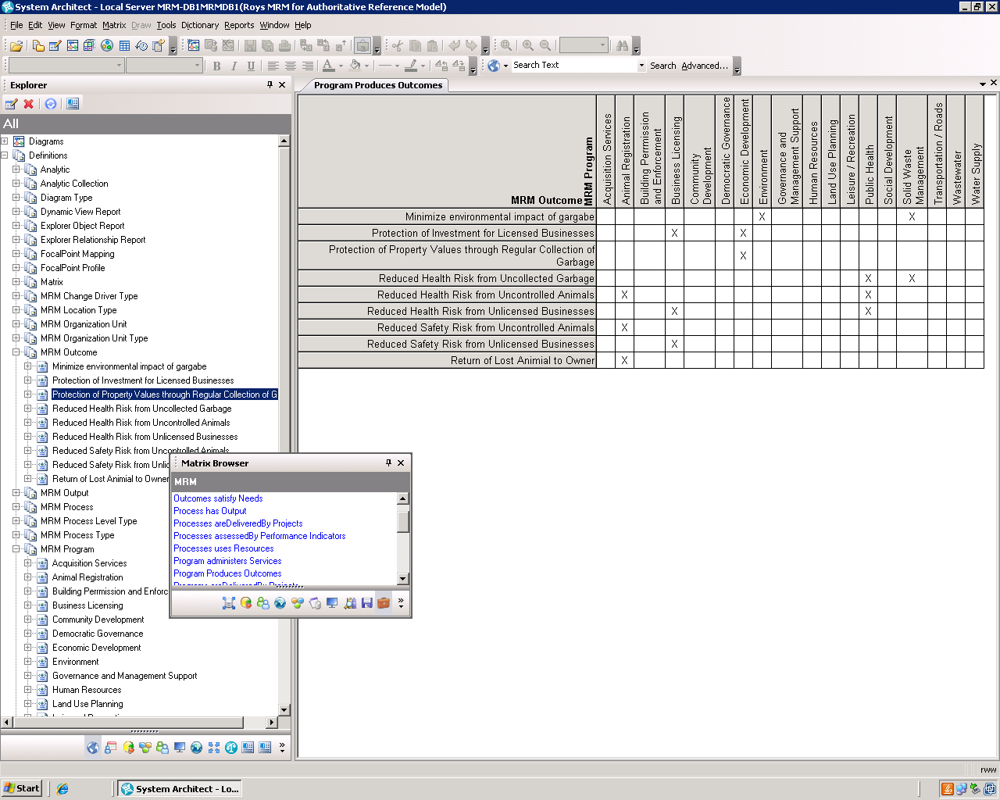 System Architect - Local Server MRM-DB1MRMDB1(Roys MRM for Authoritative Reference Model)
File Edit View Format Matrix Draw Tools Dictionary Reports Window Help
B I U A Search Text Search Advanced...
Explorer
All
Diagrams
Definitions
Analytic
Analytic Collection
Diagram Type
Dynamic View Report
Explorer Object Report
Explorer Relationship Report
FocalPoint Mapping
FocalPoint Profile
Matrix
MRM Change Driver Type
MRM Location Type
MRM Organization Unit
MRM Organization Unit Type
MRM Outcome
Minimize environmental impact of gargabe
Protection of Investment for Licensed Businesses
Protection of Property Values through Regular Collection of G
Reduced Health Risk from Uncollected Garbage
Reduced Health Risk from Uncontrolled Animals
Reduced Health Risk from Unlicensed Businesses
Reduced Safety Risk from Uncontrolled Animals
Reduced Safety Risk from Unlic
Return of Lost Animial to Owner
MRM Output
MRM Process
MRM Process Level Type
MRM Process Type
MRM Program
Acquisition Services
Animal Registration
Building Permission and Enforc
Business Licensing
Community Development
Democratic Governance
Economic Development
Environment
Governance and Management Support
Human Resources
Land Use Planning
Program Produces Outcomes
MRM Outcome
MRM Program
Acquisition Services
Animal Registration
Building Permmission
and Enforcement
Business Licensing
Community
Development
Democratic Governance
Economic Development
Environment
Governance and
Management Support
Human Resources
Land Use Planning
Leisure / Recreation
Public Health
Social Development
Solid Waste
Management
Transportation / Roads
Wastewater
Water Supply
Minimize environmental impact of gargabe X X
Protection of Investment for Licensed Businesses X X
Protection of Property Values through Regular Collection of
Garbage X
Reduced Health Risk from Uncollected Garbage X X
Reduced Health Risk from Uncontrolled Animals X X
Reduced Health Risk from Unlicensed Businesses X X
Reduced Safety Risk from Uncontrolled Animals X
Reduced Safety Risk from Unlicensed Businesses X
Return of Lost Animial to Owner X
Matrix Browser
MRM
Outcomes satisfy Needs
Process has Output
Processes areDeliveredBy Projects
Processes assessedBy Performance Indicators
Processes uses Resources
Program administers Services
Program Produces Outcomes
Programs areDeliveredBy Projects
rww
Start
System Architect - Lo...